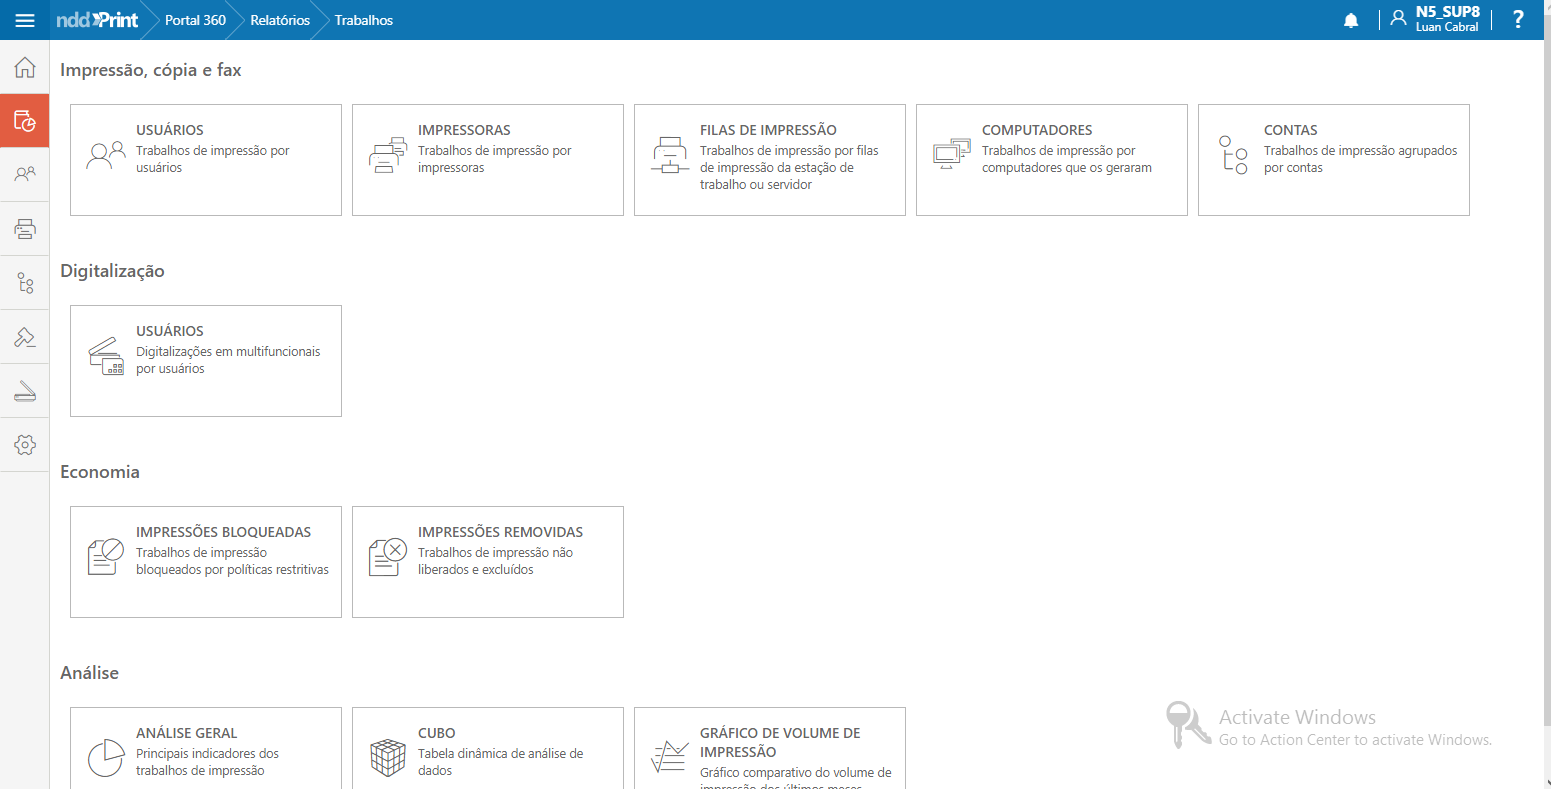 nddPrint
Portal 360
Relatórios
Trabalhos
N5_SUP8
Luan Cabral
?
Impressão, cópia e fax
USUÁRIOS
Trabalhos de impressão por
usuários
IMPRESSORAS
Trabalhos de impressão por
impressoras
FILAS DE IMPRESSÃO
Trabalhos de impressão por filas
de impressão da estação de
trabalho ou servidor
COMPUTADORES
Trabalhos de impressão por
computadores que os geraram
CONTAS
Trabalhos de impressão agrupados
por contas
Digitalização
USUÁRIOS
Digitalizações em multifuncionais
por usuários
Economia
IMPRESSÕES BLOQUEADAS
Trabalhos de impressão
bloqueados por políticas restritivas
IMPRESSÕES REMOVIDAS
Trabalhos de impressão não
liberados e excluídos
Análise
ANÁLISE GERAL
Principais indicadores dos
trabalhos de impressão
CUBO
Tabela dinâmica de análise de
dados
GRÁFICO DE VOLUME DE
IMPRESSÃO
Gráfico comparativo do volume de
impressão dos últimos meses
Activate Windows
Go to Action Center to activate Windows.